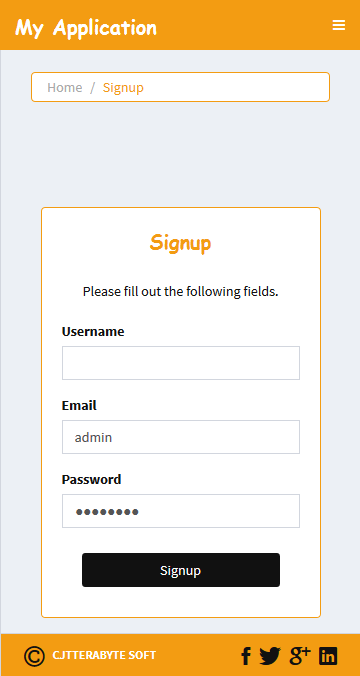 My Application
Home / Signup
Signup
Please fill out the following fields.
Username
Email
admin
Password
••••••••
Signup
© CJTTERABYTE SOFT